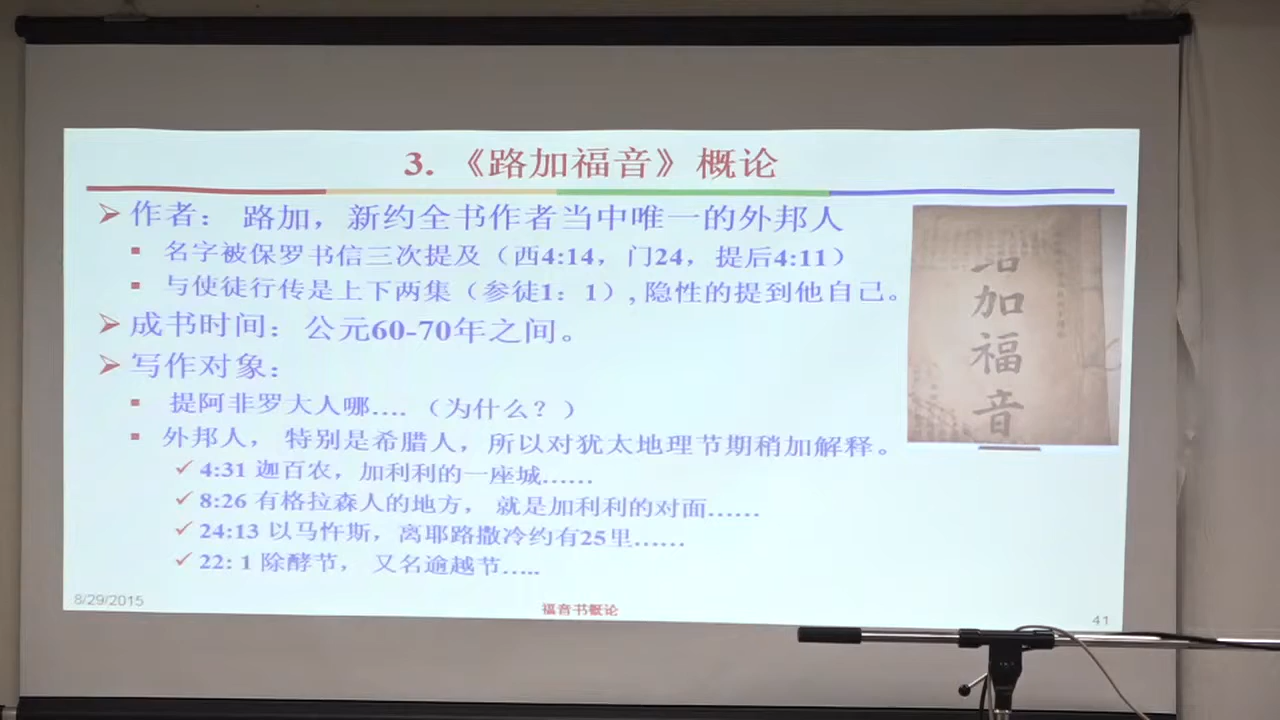 3. 《路加福音》概论
作者： 路加，新约全书作者当中唯一的外邦人
名字被保罗书信三次提及（西4:14，门24，提后4:11）
与使徒行传是上下两集（参徒1：1）, 隐性的提到他自己。
成书时间： 公元60-70年之间。
写作对象：
提阿非罗大人哪…. （为什么？）
外邦人， 特别是希腊人，所以对犹太地理节期稍加解释。
4:31 迦百农，加利利的一座城……
8:26 有格拉森人的地方， 就是加利利的对面……
24:13 以马忤斯，离耶路撒冷约有25里……
22: 1 除酵节， 又名逾越节…..
加
福
音
8/29/2015
福音书概论
41